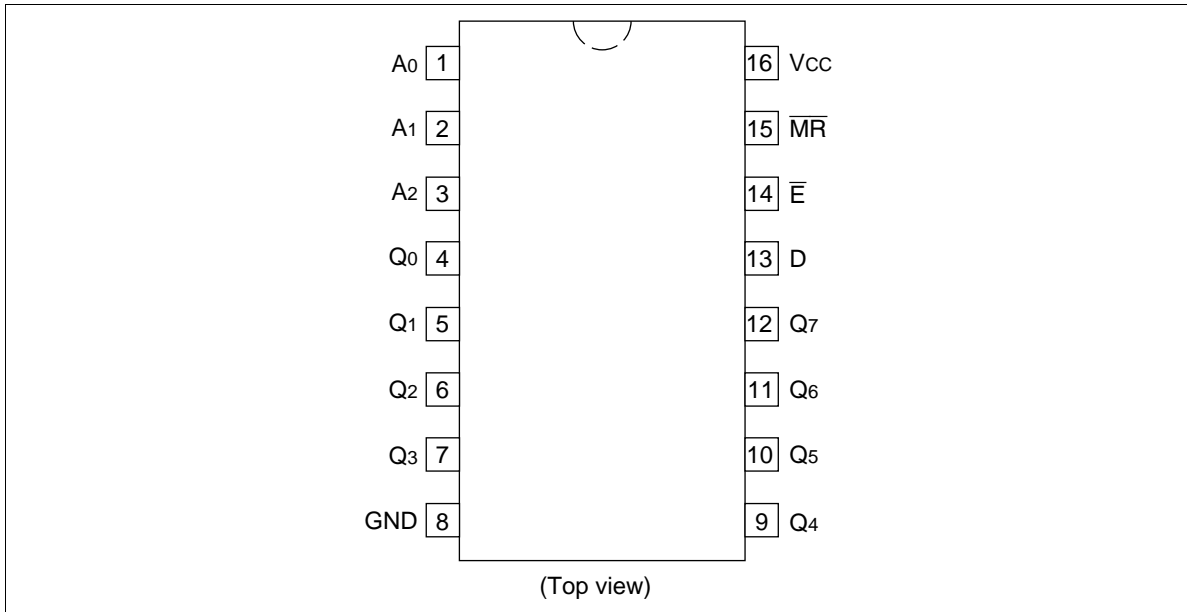 A0 1 16 VCC
A1 2 15 M̅R̅
A2 3 14 E̅
Q0 4 13 D
Q1 5 12 Q7
Q2 6 11 Q6
Q3 7 10 Q5
GND 8 9 Q4
(Top view)